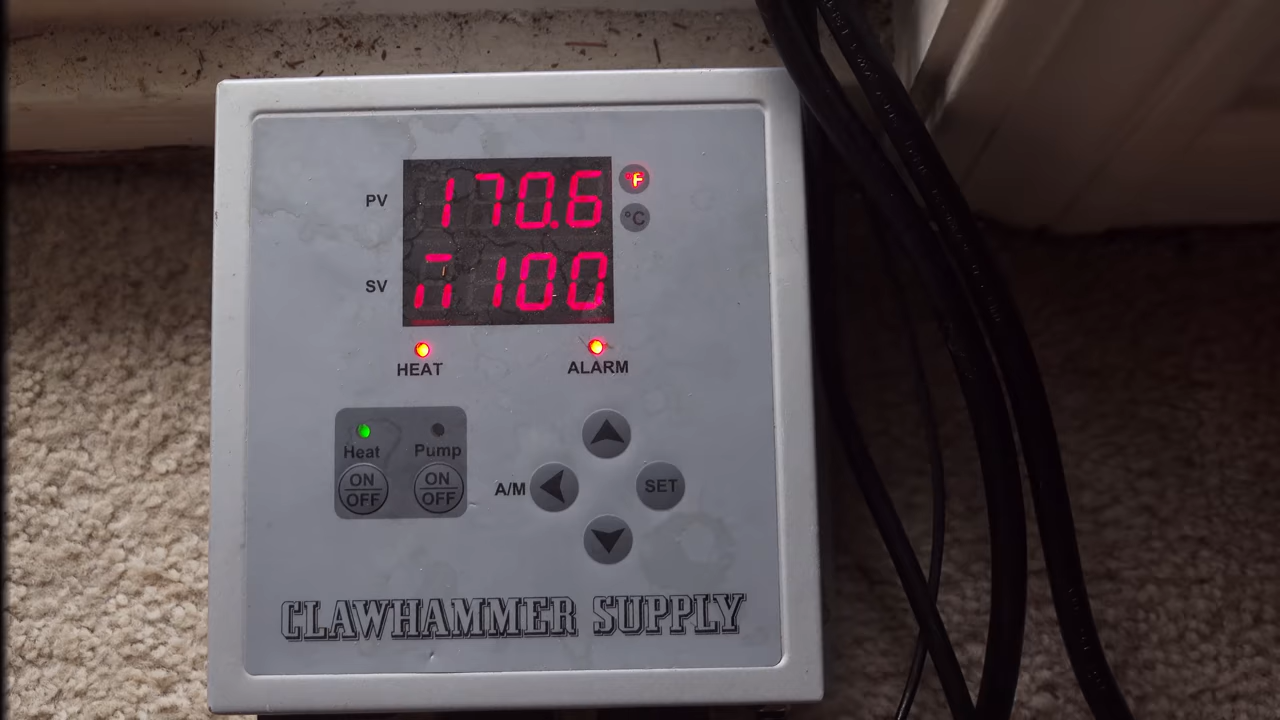 PV 170.6 °F
°C
SV M 100
HEAT ALARM
Heat Pump
ON OFF ON OFF
A/M SET
CLAWHAMMER SUPPLY